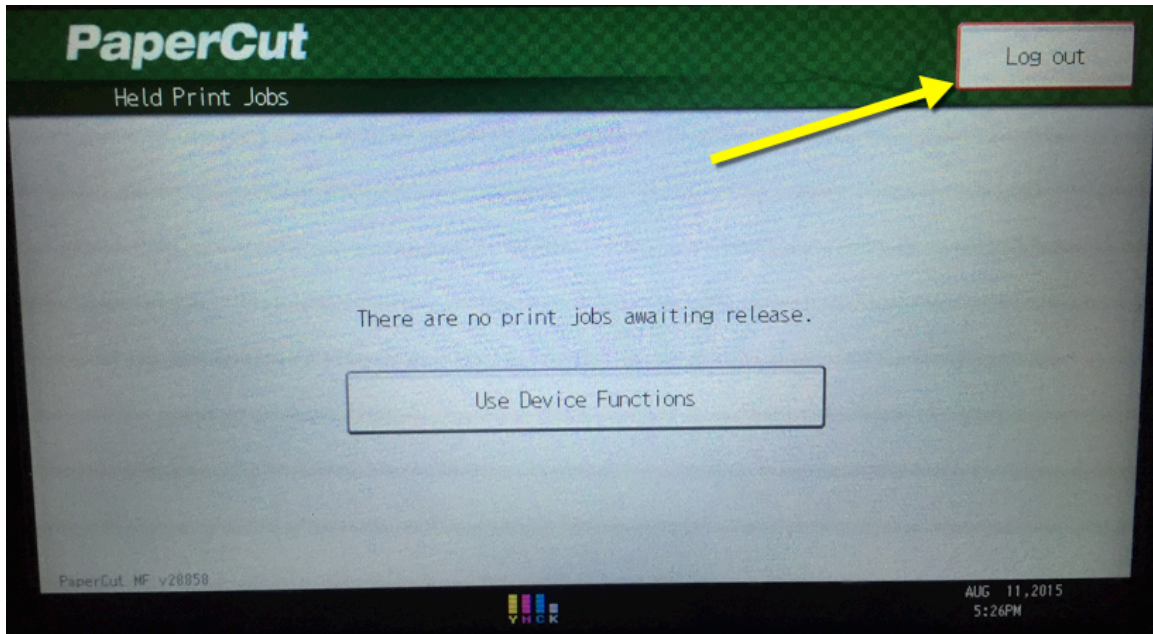 PaperCut
Log out
Held Print Jobs
There are no print jobs awaiting release.
Use Device Functions
PaperCut MF v28858
AUG 11,2015
5:26PM
Y M C K